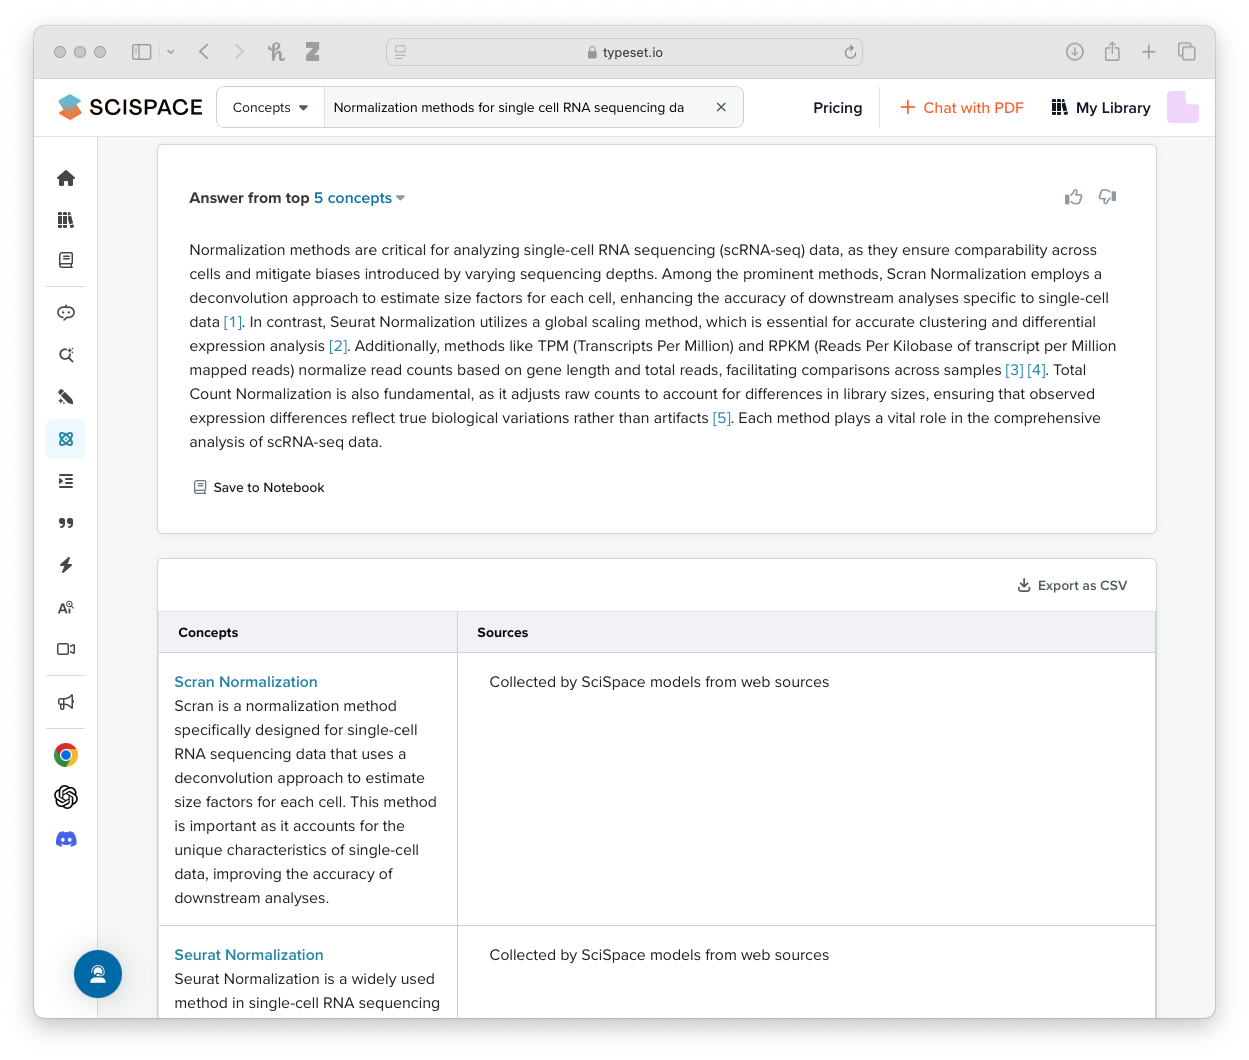 typeset.io
SCISPACE
Concepts
Normalization methods for single cell RNA sequencing da
Pricing
Chat with PDF
My Library
Answer from top 5 concepts
Normalization methods are critical for analyzing single-cell RNA sequencing (scRNA-seq) data, as they ensure comparability across
cells and mitigate biases introduced by varying sequencing depths. Among the prominent methods, Scran Normalization employs a
deconvolution approach to estimate size factors for each cell, enhancing the accuracy of downstream analyses specific to single-cell
data [1]. In contrast, Seurat Normalization utilizes a global scaling method, which is essential for accurate clustering and differential
expression analysis [2]. Additionally, methods like TPM (Transcripts Per Million) and RPKM (Reads Per Kilobase of transcript per Million
mapped reads) normalize read counts based on gene length and total reads, facilitating comparisons across samples [3] [4]. Total
Count Normalization is also fundamental, as it adjusts raw counts to account for differences in library sizes, ensuring that observed
expression differences reflect true biological variations rather than artifacts [5]. Each method plays a vital role in the comprehensive
analysis of scRNA-seq data.
Save to Notebook
Export as CSV
Concepts
Sources
Scran Normalization
Scran is a normalization method
specifically designed for single-cell
RNA sequencing data that uses a
deconvolution approach to estimate
size factors for each cell. This method
is important as it accounts for the
unique characteristics of single-cell
data, improving the accuracy of
downstream analyses.
Collected by SciSpace models from web sources
Seurat Normalization
Seurat Normalization is a widely used
method in single-cell RNA sequencing
Collected by SciSpace models from web sources